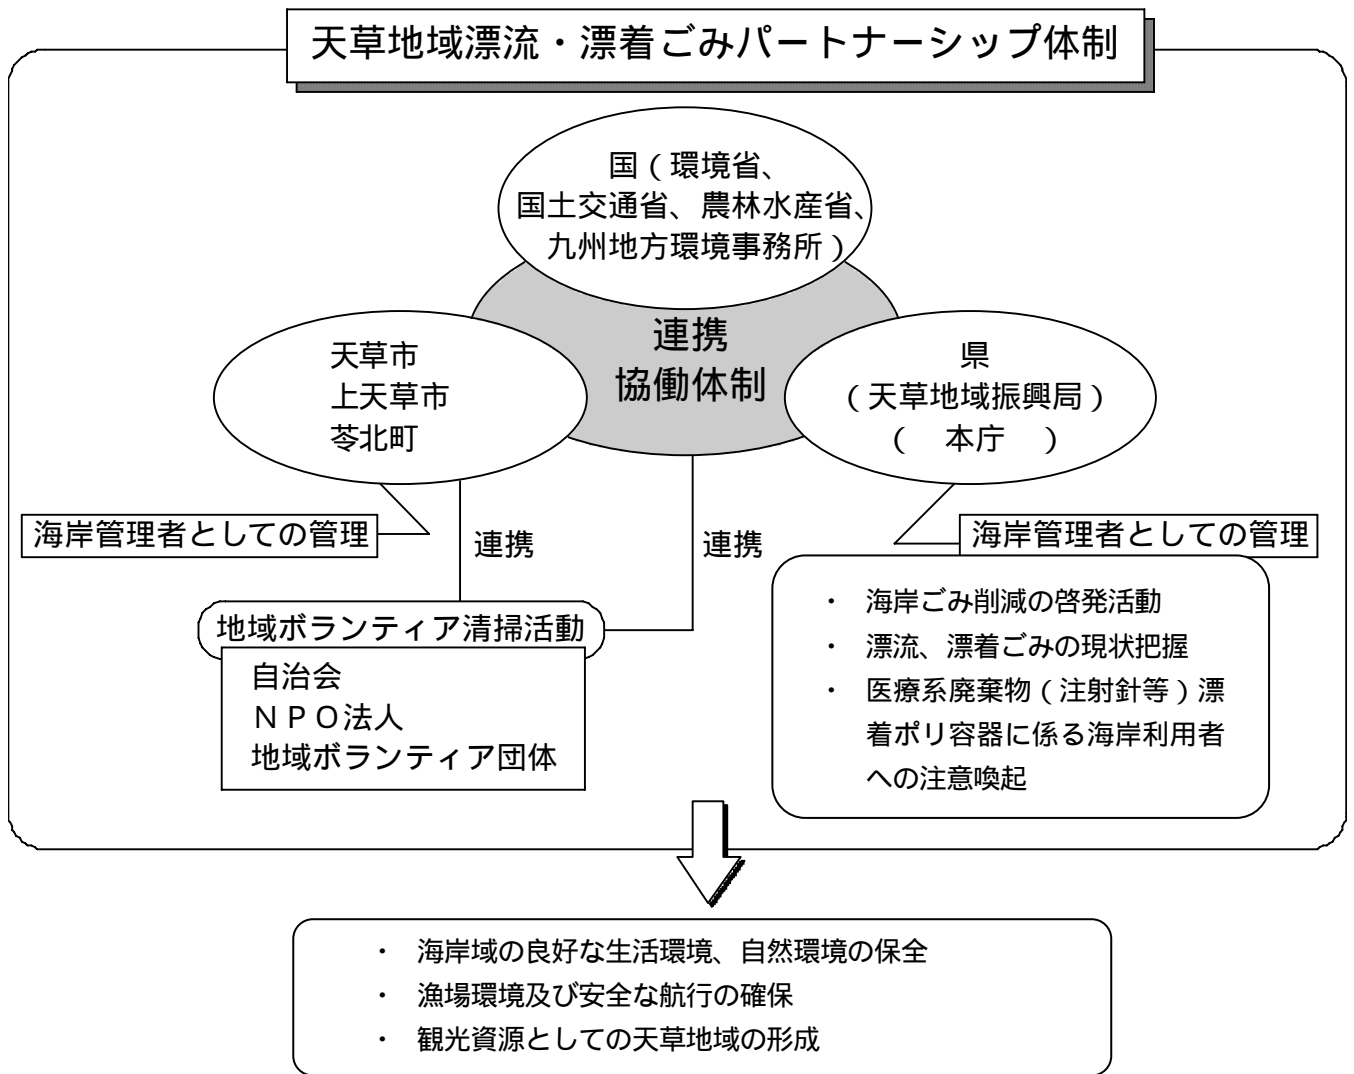 天草地域漂流・漂着ごみパートナーシップ体制
国（環境省、
国土交通省、農林水産省、
九州地方環境事務所）
連携
協働体制
天草市
上天草市
苓北町
県
（天草地域振興局）
（　本庁　）
海岸管理者としての管理
連携
連携
海岸管理者としての管理
地域ボランティア清掃活動
自治会
ＮＰＯ法人
地域ボランティア団体
・ 海岸ごみ削減の啓発活動
・ 漂流、漂着ごみの現状把握
・ 医療系廃棄物（注射針等）漂
着ポリ容器に係る海岸利用者
への注意喚起
・ 海岸域の良好な生活環境、自然環境の保全
・ 漁場環境及び安全な航行の確保
・ 観光資源としての天草地域の形成